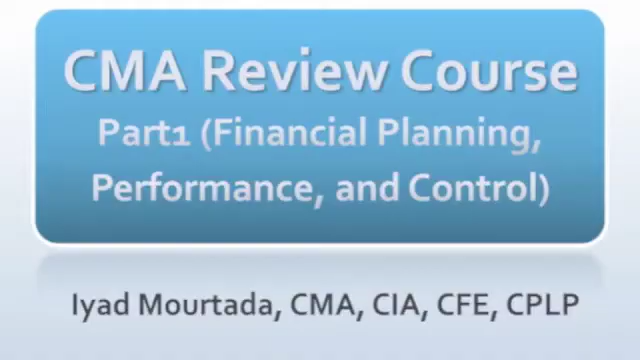 CMA Review Course
Part1 (Financial Planning,
Performance, and Control)
Iyad Mourtada, CMA, CIA, CFE, CPLP